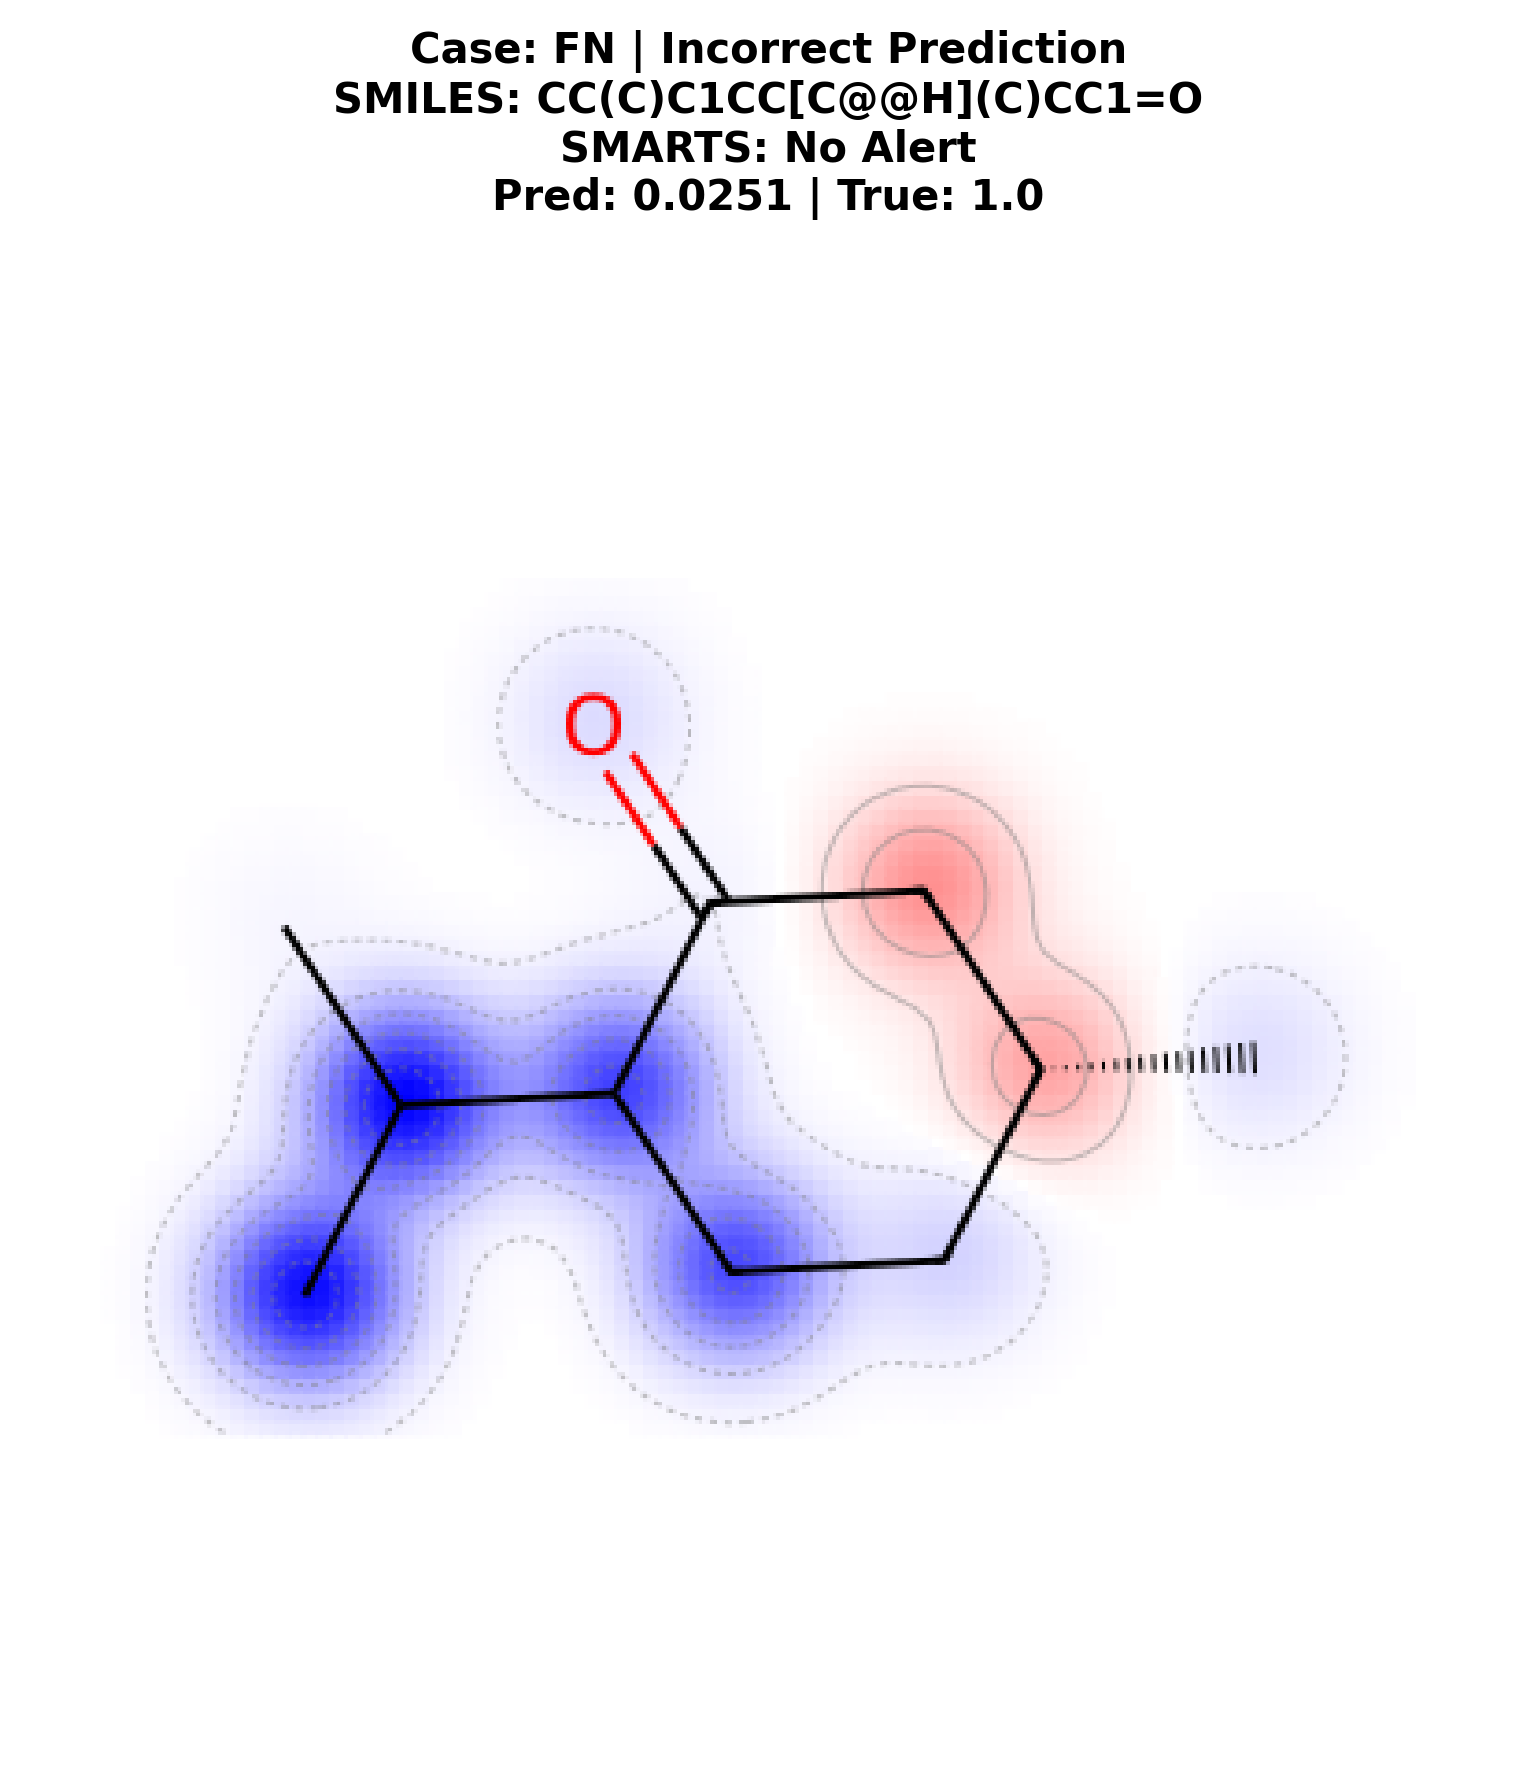 Case: FN | Incorrect Prediction
SMILES: CC(C)C1CC[C@@H](C)CC1=O
SMARTS: No Alert
Pred: 0.0251 | True: 1.0
O